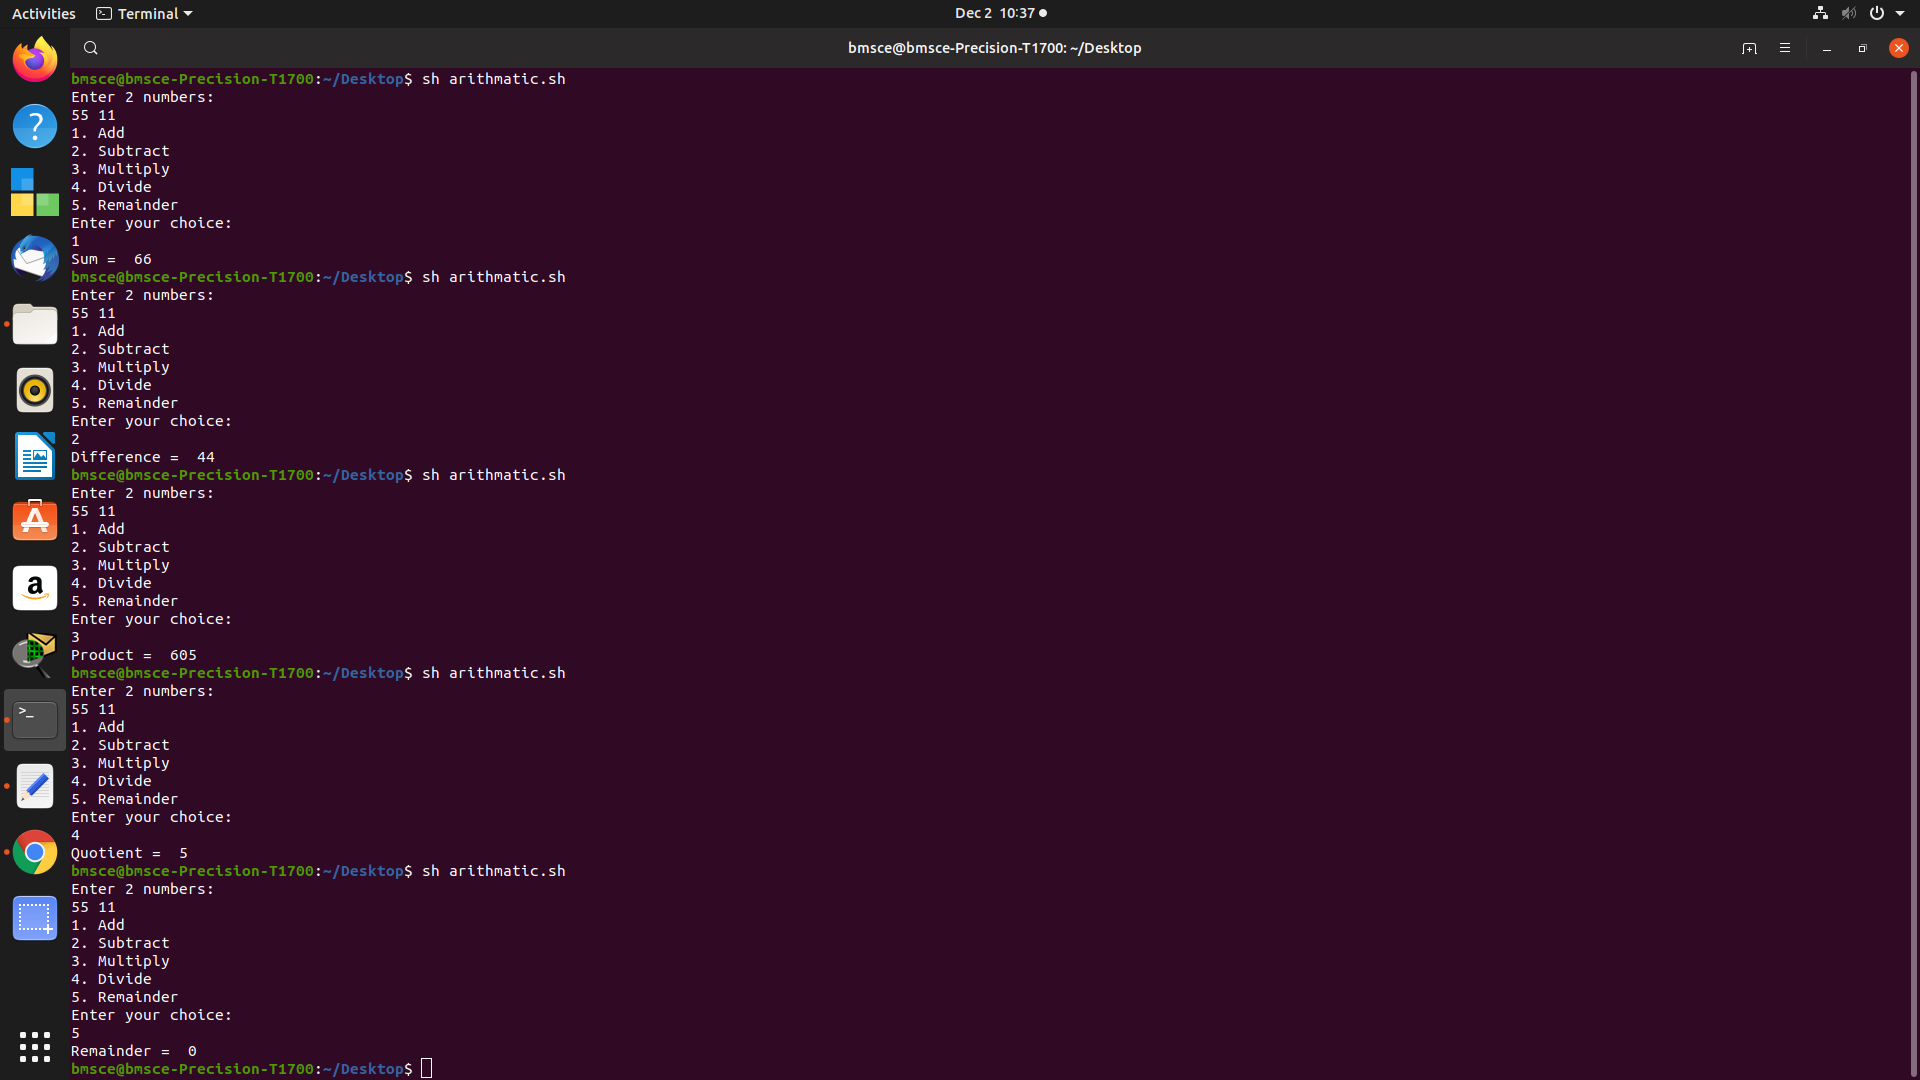 Activities Terminal Dec 2 10:37
bmsce@bmsce-Precision-T1700: ~/Desktop
bmsce@bmsce-Precision-T1700:~/Desktop$ sh arithmatic.sh
Enter 2 numbers:
55 11
1. Add
2. Subtract
3. Multiply
4. Divide
5. Remainder
Enter your choice:
1
Sum =  66
bmsce@bmsce-Precision-T1700:~/Desktop$ sh arithmatic.sh
Enter 2 numbers:
55 11
1. Add
2. Subtract
3. Multiply
4. Divide
5. Remainder
Enter your choice:
2
Difference =  44
bmsce@bmsce-Precision-T1700:~/Desktop$ sh arithmatic.sh
Enter 2 numbers:
55 11
1. Add
2. Subtract
3. Multiply
4. Divide
5. Remainder
Enter your choice:
3
Product =  605
bmsce@bmsce-Precision-T1700:~/Desktop$ sh arithmatic.sh
Enter 2 numbers:
55 11
1. Add
2. Subtract
3. Multiply
4. Divide
5. Remainder
Enter your choice:
4
Quotient =  5
bmsce@bmsce-Precision-T1700:~/Desktop$ sh arithmatic.sh
Enter 2 numbers:
55 11
1. Add
2. Subtract
3. Multiply
4. Divide
5. Remainder
Enter your choice:
5
Remainder =  0
bmsce@bmsce-Precision-T1700:~/Desktop$